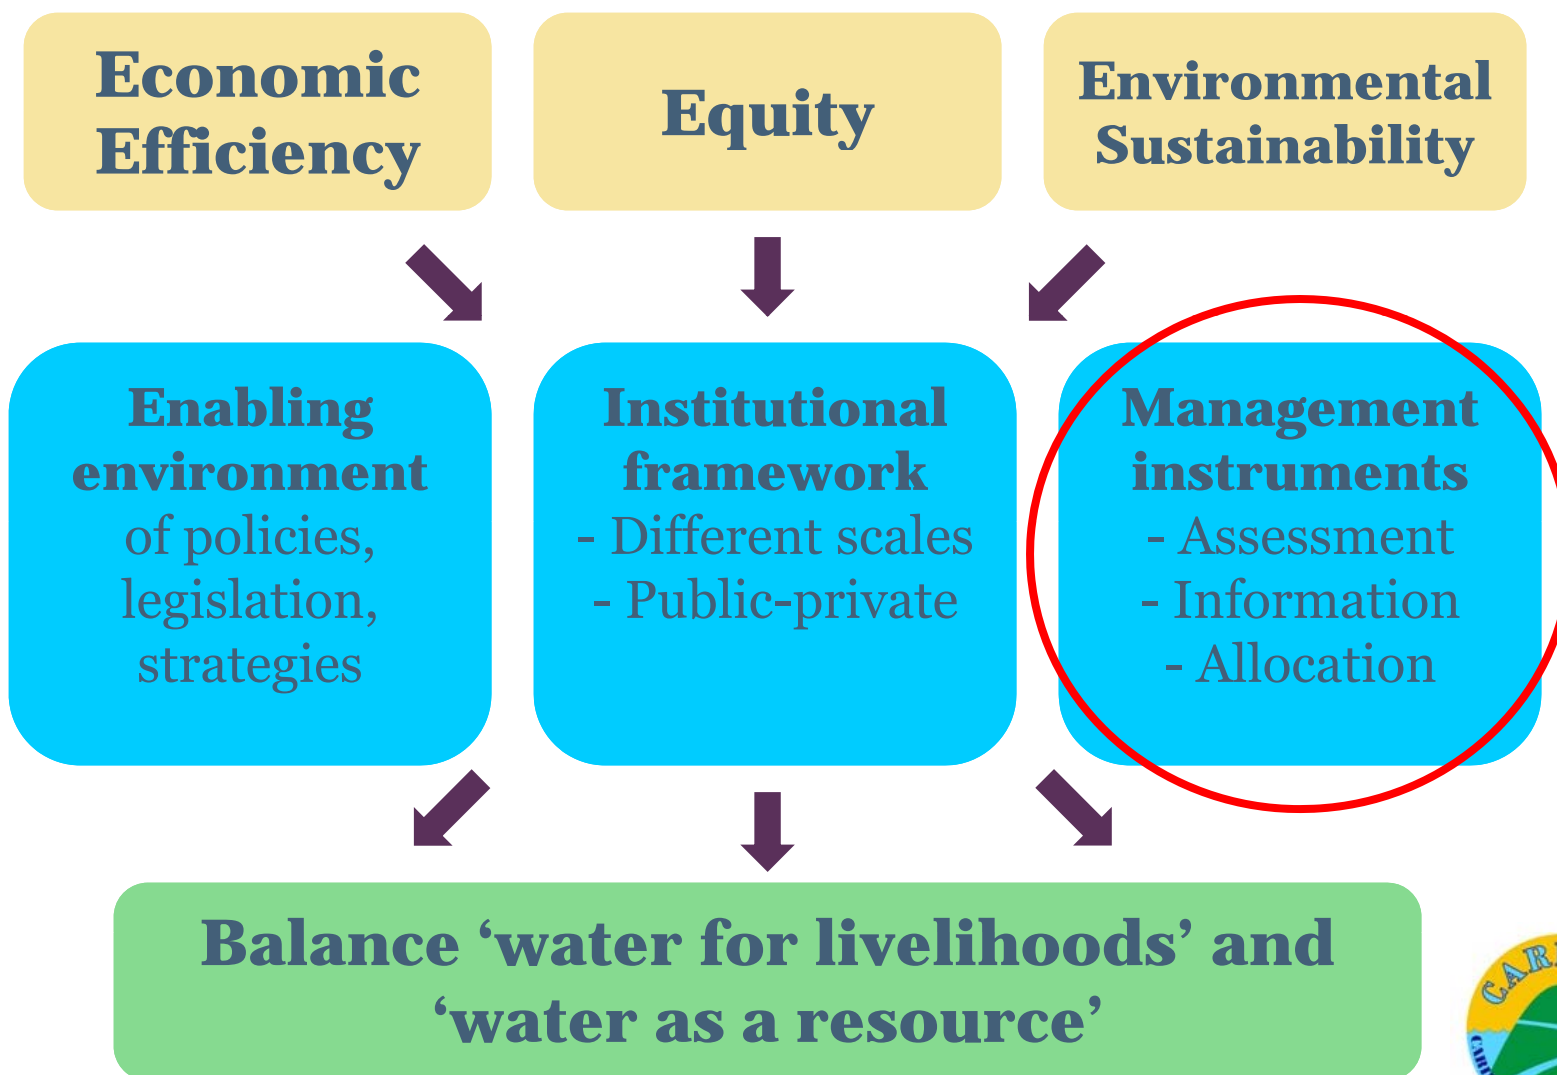 Economic
Efficiency
Equity
Environmental
Sustainability
Enabling
environment
of policies,
legislation,
strategies
Institutional
framework
- Different scales
- Public-private
Management
instruments
- Assessment
- Information
- Allocation
Balance ‘water for livelihoods’ and
‘water as a resource’